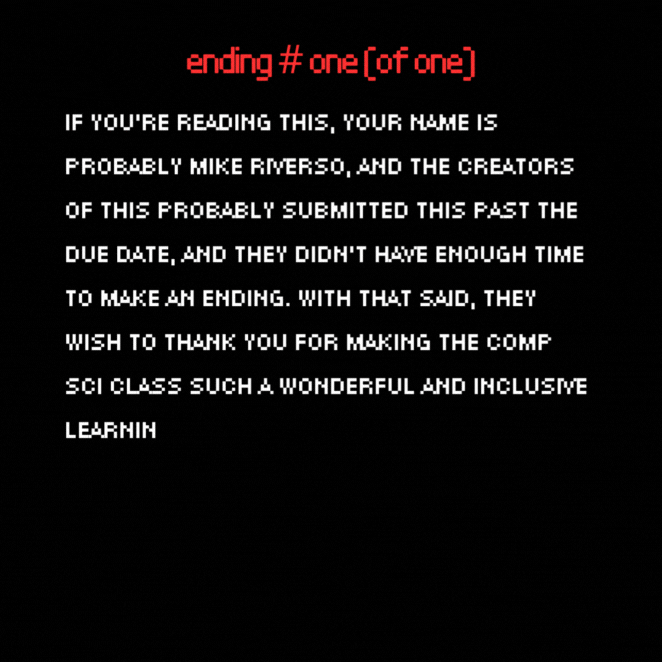 ending # one (of one)
IF YOU'RE READING THIS, YOUR NAME IS
PROBABLY MIKE RIVERSO, AND THE CREATORS
OF THIS PROBABLY SUBMITTED THIS PAST THE
DUE DATE, AND THEY DIDN'T HAVE ENOUGH TIME
TO MAKE AN ENDING. WITH THAT SAID, THEY
WISH TO THANK YOU FOR MAKING THE COMP
SCI CLASS SUCH A WONDERFUL AND INCLUSIVE
LEARNIN